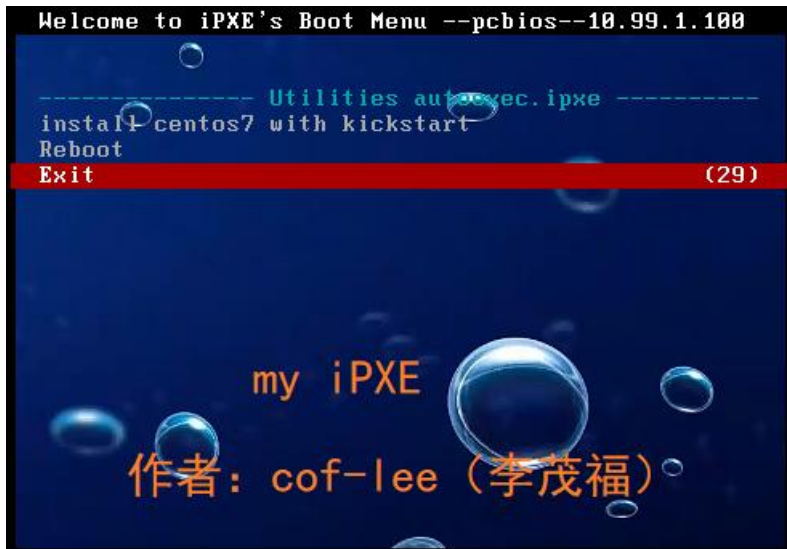 Welcome to iPXE's Boot Menu --pcbios--10.99.1.100
--------------- Utilities autoexec.ipxe ----------
install centos7 with kickstart
Reboot
Exit (29)
my iPXE
作者：cof-lee（李茂福）